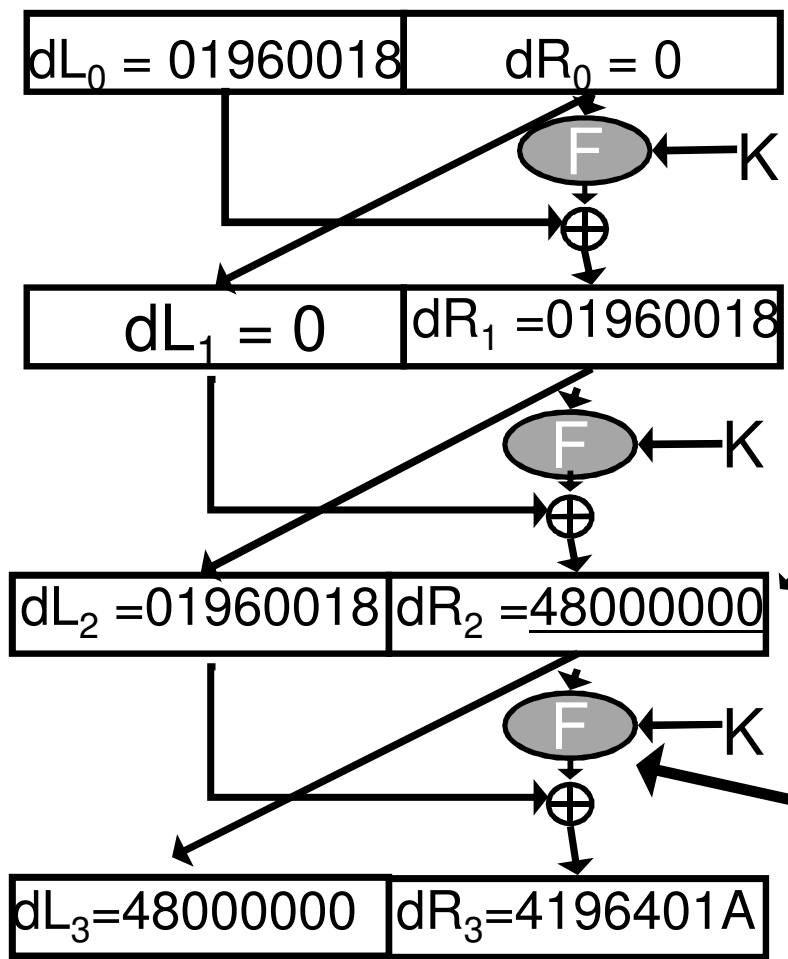 dL₀ = 01960018 dR₀ = 0
F K
dL₁ = 0 dR₁ =01960018
F K
dL₂ =01960018 dR₂ =48000000
F K
dL₃=48000000 dR₃=4196401A